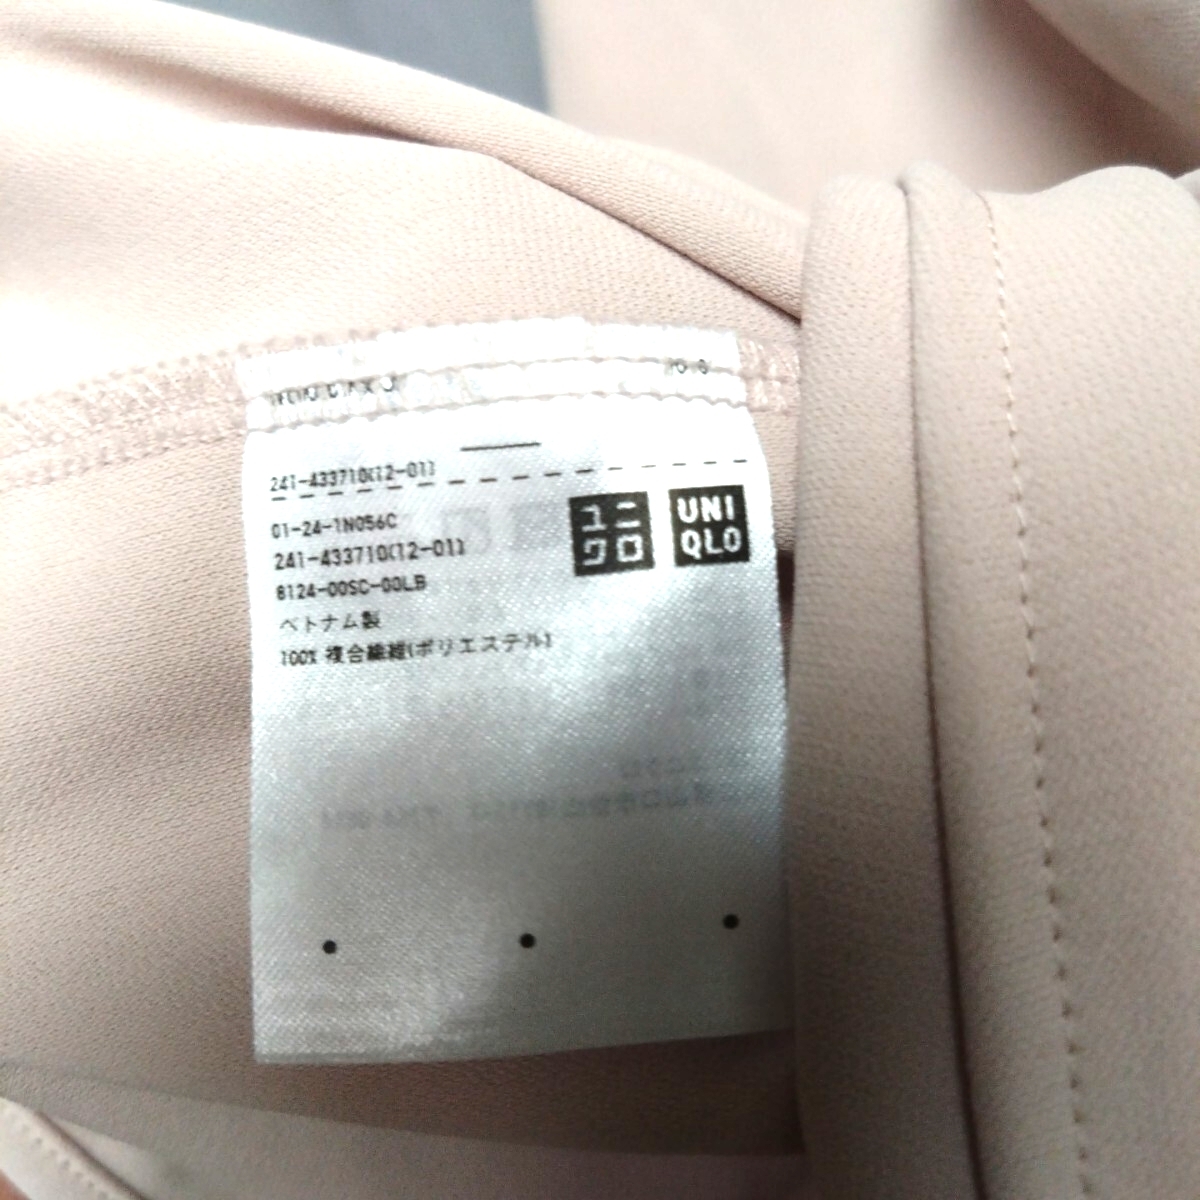 241-433710(12-01)
01-24-1N056C
241-433710(12-01)
8124-00SC-00LB
ベトナム製
100% 複合繊維(ポリエステル)
ユニ
クロ
UNI
QLO